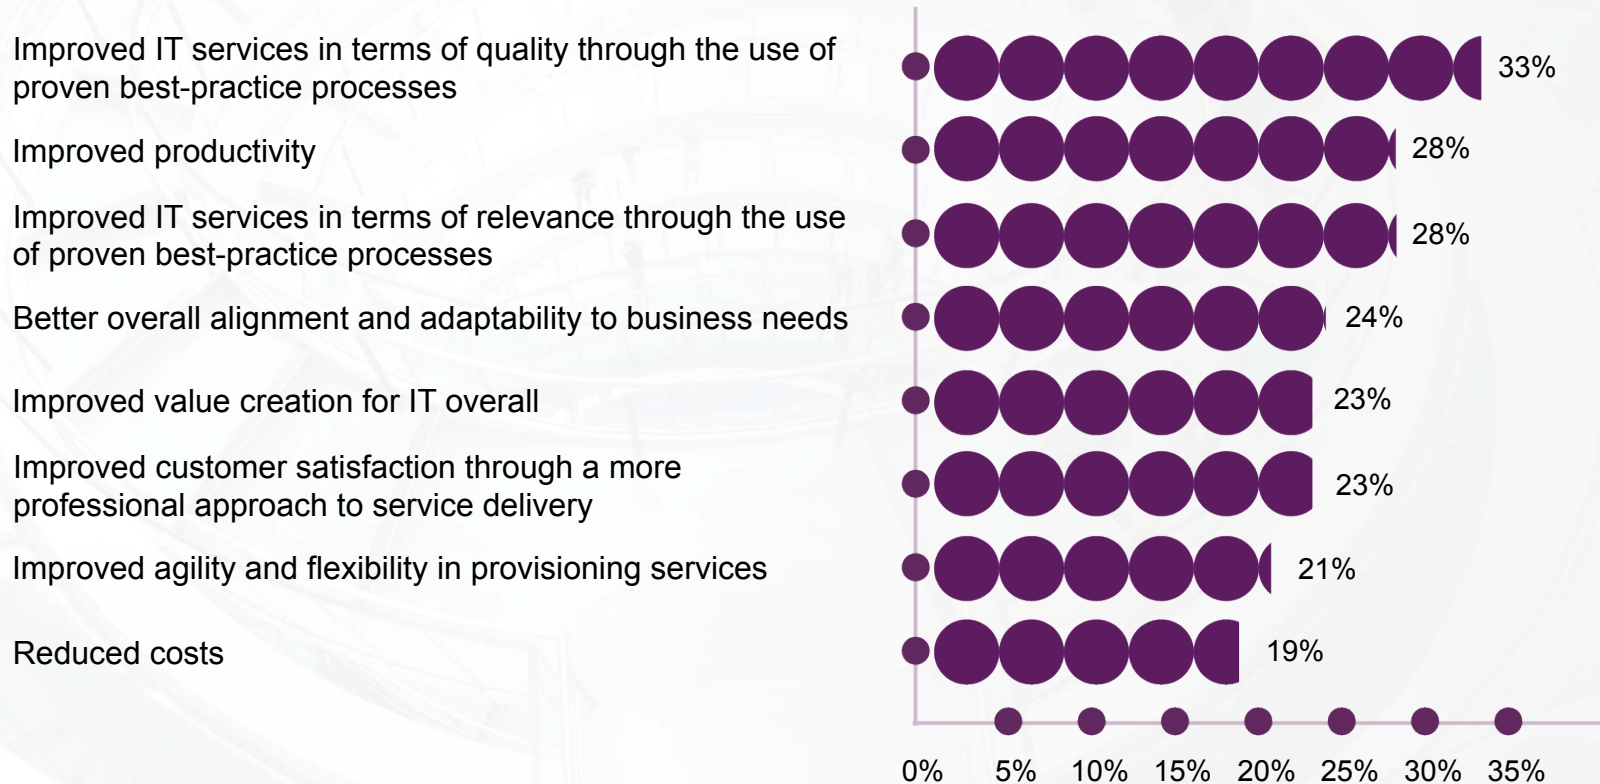 Improved IT services in terms of quality through the use of
proven best-practice processes
33%
Improved productivity
28%
Improved IT services in terms of relevance through the use
of proven best-practice processes
28%
Better overall alignment and adaptability to business needs
24%
Improved value creation for IT overall
23%
Improved customer satisfaction through a more
professional approach to service delivery
23%
Improved agility and flexibility in provisioning services
21%
Reduced costs
19%
0% 5% 10% 15% 20% 25% 30% 35%